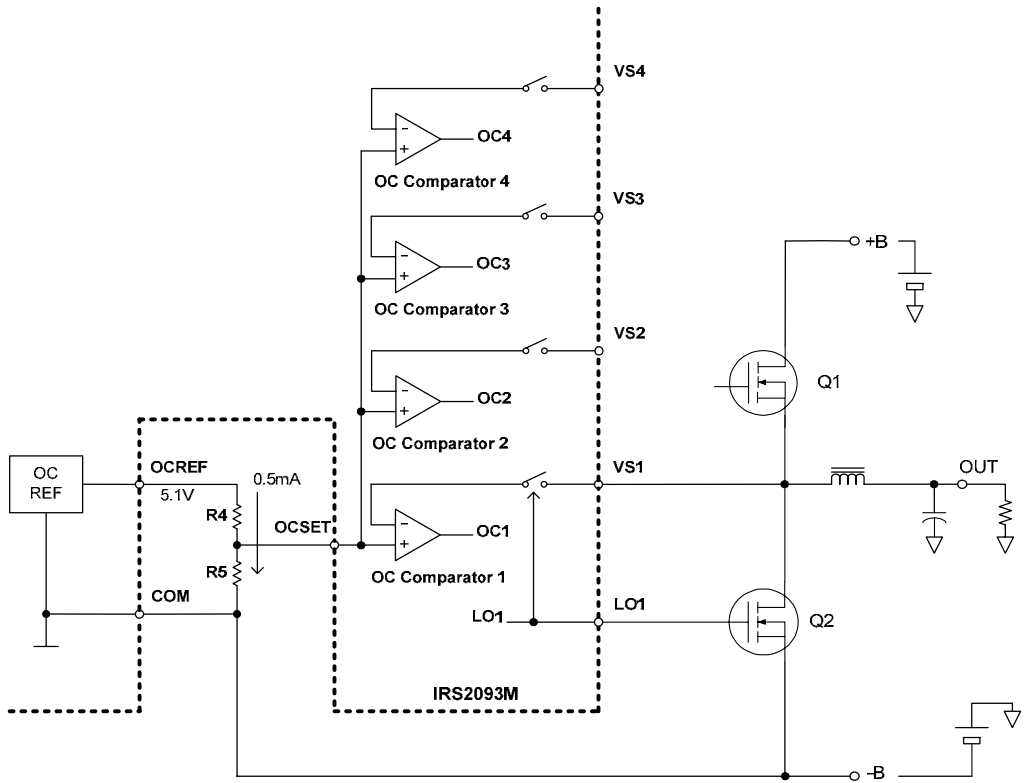 VS4
- 
+
OC4
OC Comparator 4
VS3
-
+
OC3
OC Comparator 3
+B
VS2
-
+
OC2
OC Comparator 2
Q1
OC
REF
OCREF
5.1V
0.5mA
R4
OCSET
R5
COM
VS1
-
+
OC1
OC Comparator 1
OUT
LO1
LO1
Q2
IRS2093M
-B